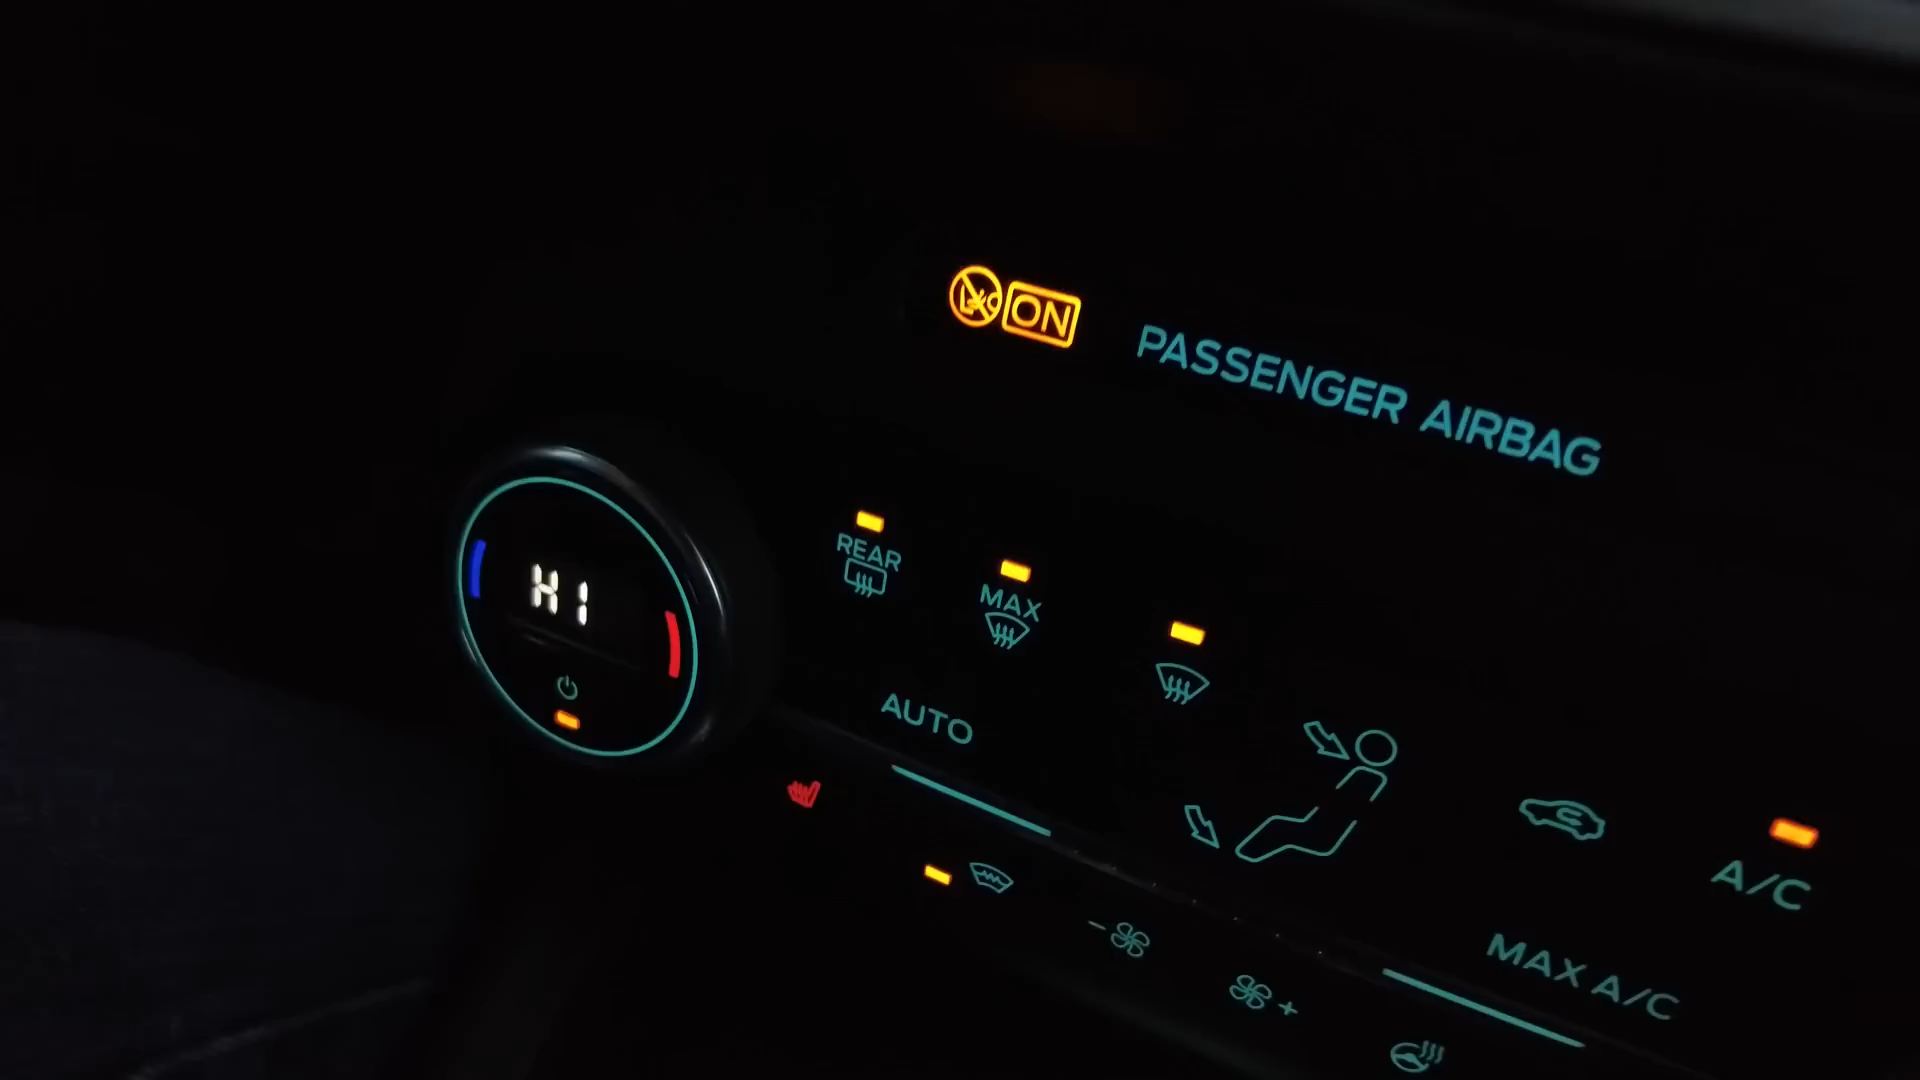 ON
PASSENGER AIRBAG
REAR
MAX
HI
AUTO
A/C
MAX A/C